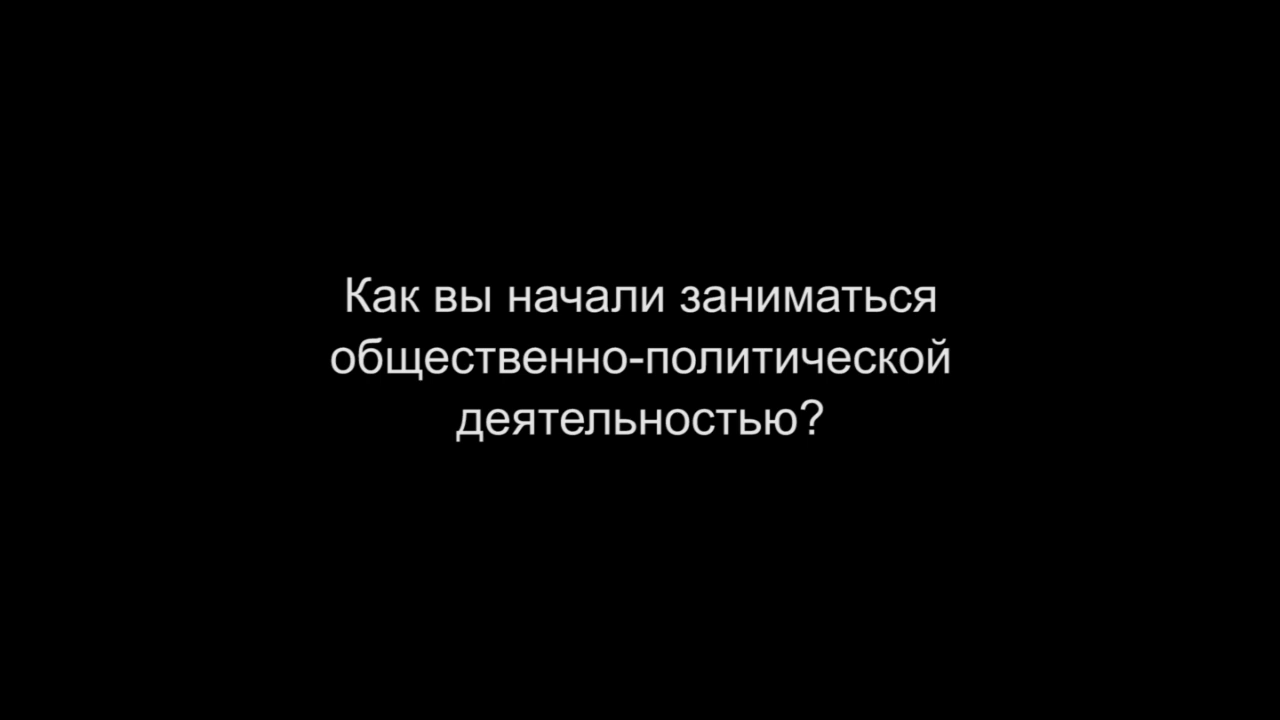 Как вы начали заниматься
общественно-политической
деятельностью?